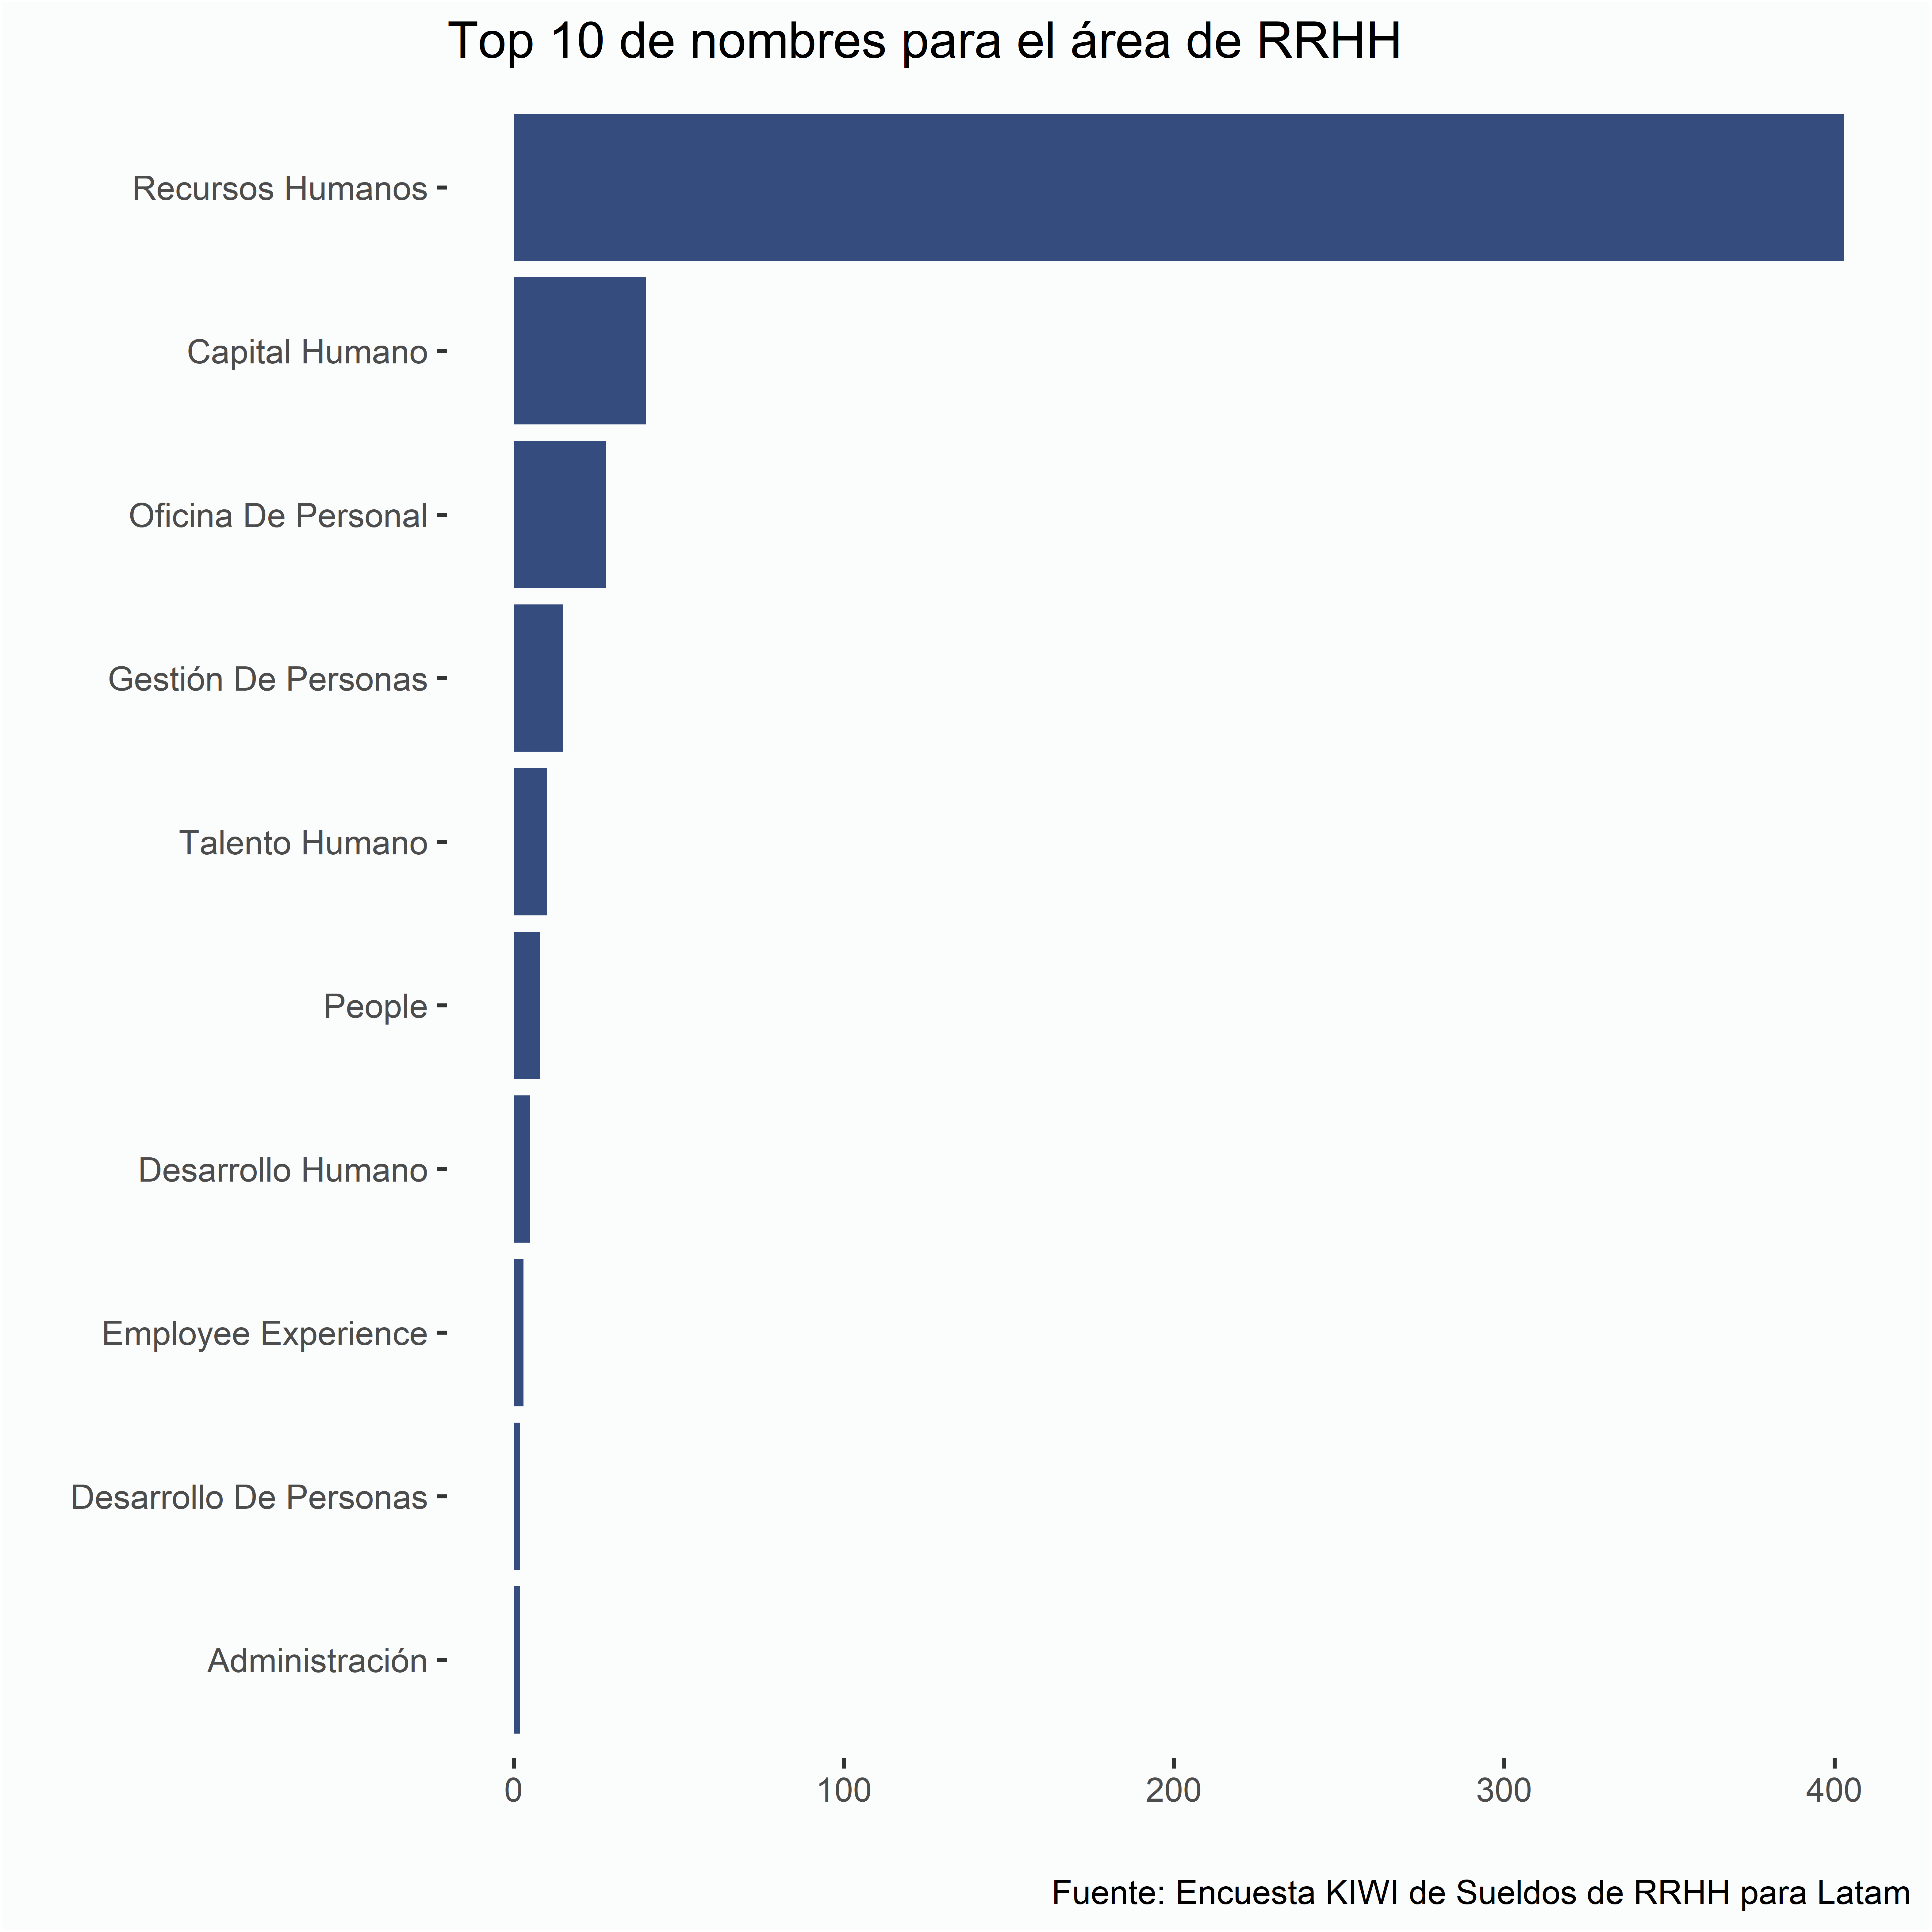 Top 10 de nombres para el área de RRHH
Recursos Humanos
Capital Humano
Oficina De Personal
Gestión De Personas
Talento Humano
People
Desarrollo Humano
Employee Experience
Desarrollo De Personas
Administración
0 100 200 300 400
Fuente: Encuesta KIWI de Sueldos de RRHH para Latam